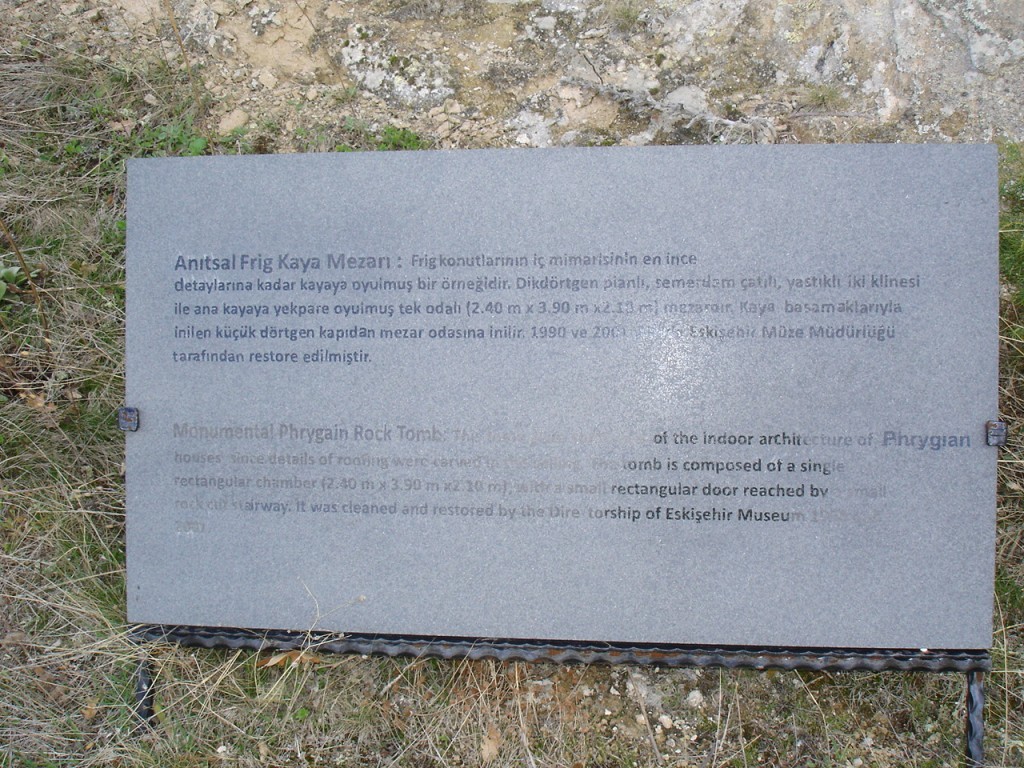 Anıtsal Frig Kaya Mezarı : Frig konutlarının iç mimarisinin en ince
detaylarına kadar kayaya oyulmuş bir örneğidir. Dikdörtgen planlı, semerdam çatılı, yastıklı iki klinesi
ile ana kayaya yekpare oyulmuş tek odalı (2.40 m x 3.90 m x2.10 m) mezardır. Kaya basamaklarıyla
inilen küçük dörtgen kapıdan mezar odasına inilir. 1990 ve Eskişehir Müze Müdürlüğü
tarafından restore edilmiştir.
Monumental Phrygain Rock Tomb: of the indoor architecture of Phrygian
houses since details of roofing were carved tomb is composed of a single
rectangular chamber (2.40 m x 3.90 m x2.10 m), with a small rectangular door reached by small
rock cut stairway. It was cleaned and restored by the Directorship of Eskişehir Museum
2001